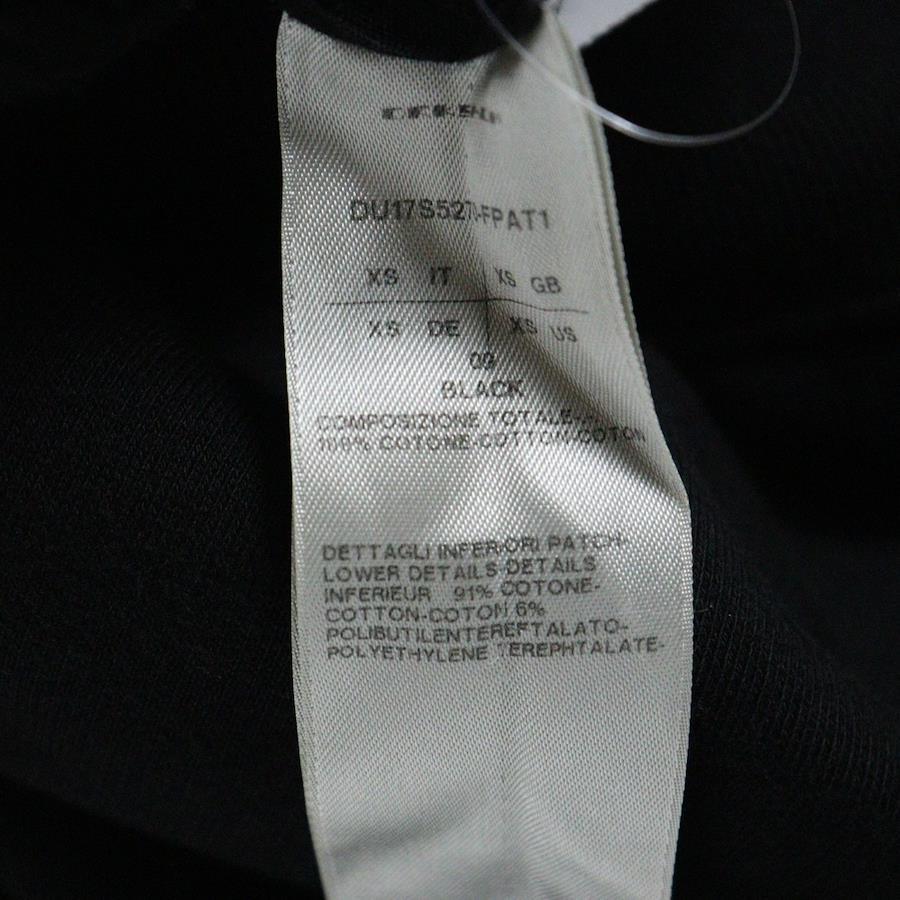 DU17S5270-FPAT1
XS IT XS GB
XS DE XS US
09
BLACK
COMPOSIZIONE TOTALE-
100% COTONE-COTTON-COTON
DETTAGLI INFERIORI PATCH-
LOWER DETAILS DETAILS
INFERIEUR 91% COTONE-
COTTON-COTON 6%
POLIBUTILENTEREFTALATO-
POLYETHYLENE TEREPHTALATE-